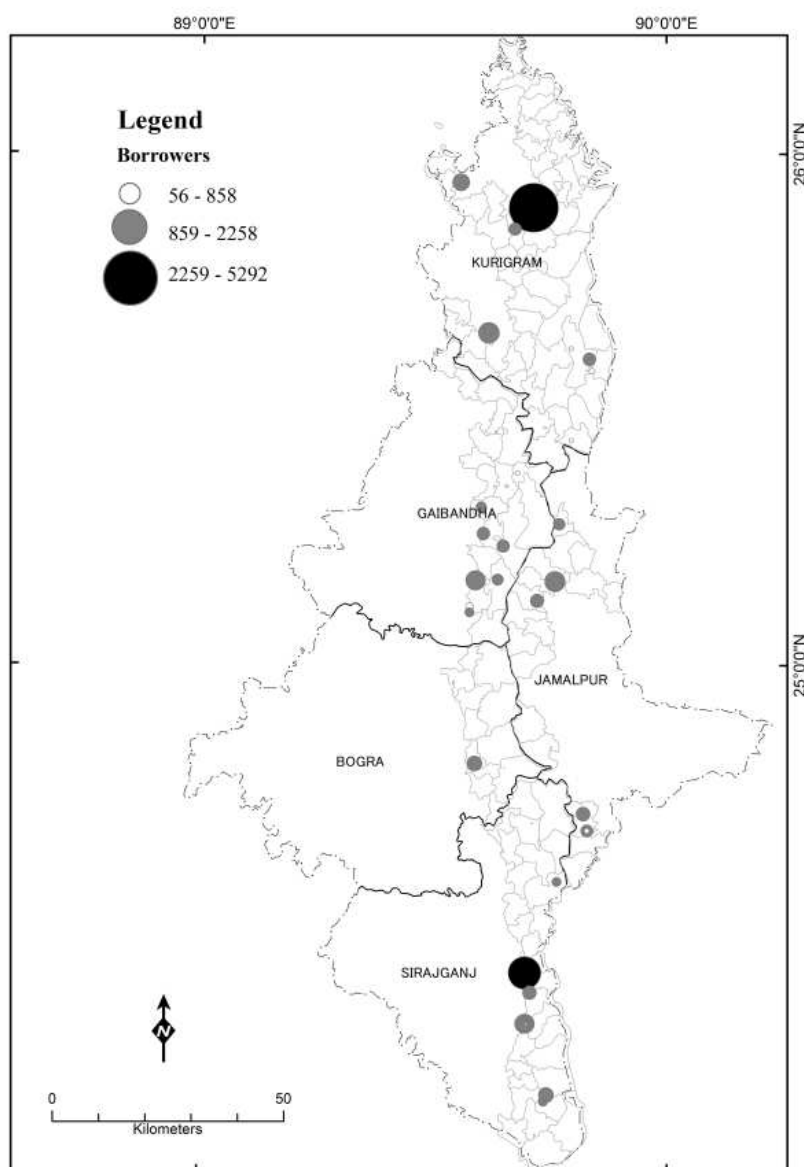 89°0'0"E
90°0'0"E
Legend
Borrowers
56 - 858
859 - 2258
2259 - 5292
26°0'0"N
KURIGRAM
GAIBANDHA
25°0'0"N
JAMALPUR
BOGRA
SIRAJGANJ
N
0 50
Kilometers